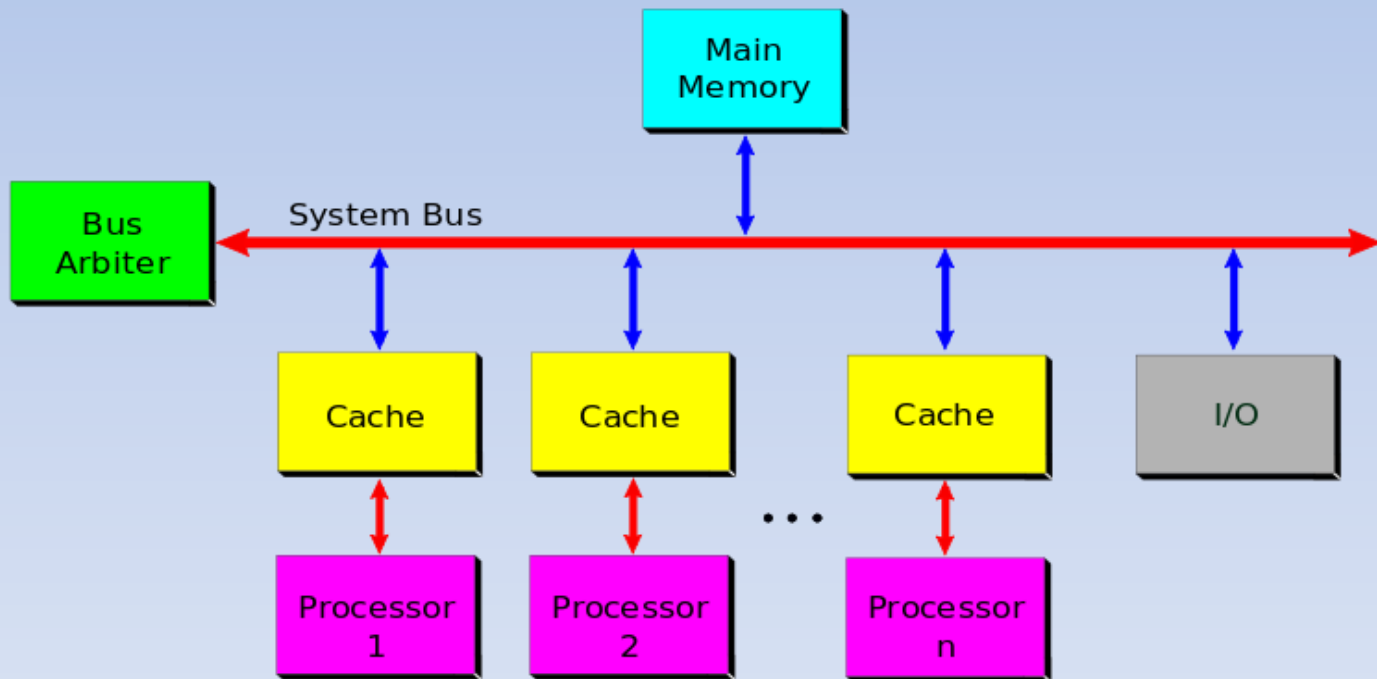 Main
Memory
Bus
Arbiter
System Bus
Cache
Cache
Cache
I/O
...
Processor
1
Processor
2
Processor
n